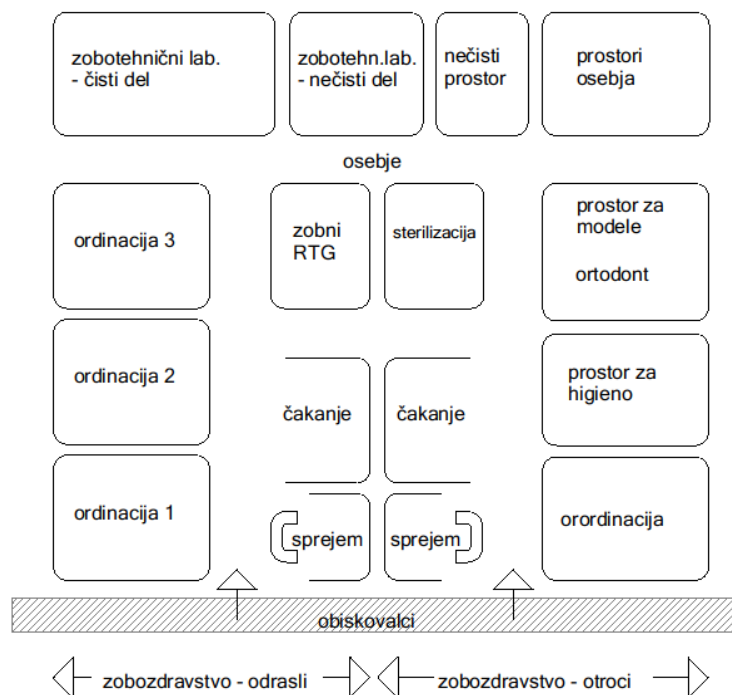 zobotehnični lab.
- čisti del
zobotehn.lab.
- nečisti del
nečisti
prostor
prostori
osebja
osebje
ordinacija 3
zobni
RTG
sterilizacija
prostor za
modele
ortodont
ordinacija 2
čakanje
čakanje
prostor za
higieno
ordinacija 1
sprejem
sprejem
orordinacija
obiskovalci
zobozdravstvo - odrasli
zobozdravstvo - otroci